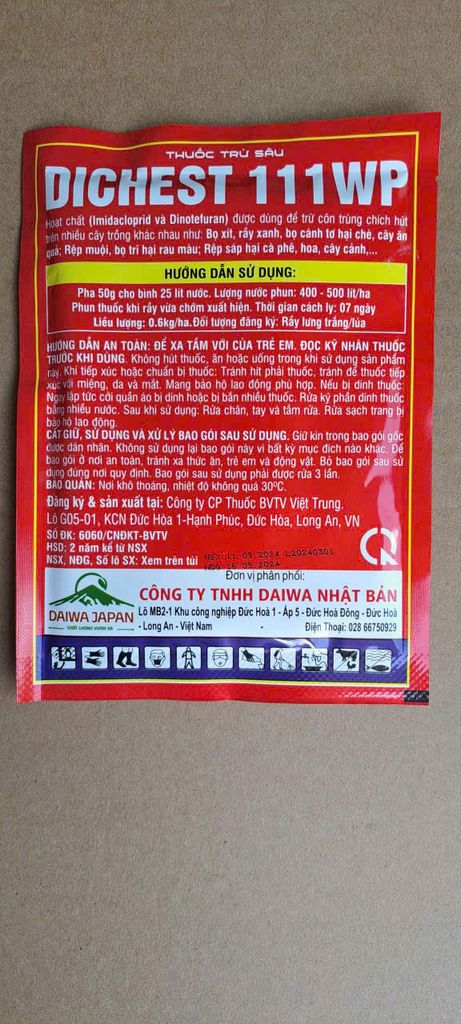 THUỐC TRỪ SÂU
DICHEST 111WP
Hoạt chất (Imidacloprid và Dinotefuran) được dùng để trừ côn trùng chích hút
trên nhiều cây trồng khác nhau như: Bọ xít, rầy xanh, bọ cánh tơ hại chè, cây ăn
quả; Rệp muội, bọ trĩ hại rau màu; Rệp sáp hại cà phê, hoa, cây cảnh,...
HƯỚNG DẪN SỬ DỤNG:
Pha 50g cho bình 25 lít nước. Lượng nước phun: 400 - 500 lít/ha
Phun thuốc khi rầy vừa chớm xuất hiện. Thời gian cách ly: 07 ngày
Liều lượng: 0.6kg/ha.Đối tượng đăng ký: Rầy lưng trắng/lúa
HƯỚNG DẪN AN TOÀN: ĐỂ XA TẦM VỚI CỦA TRẺ EM. ĐỌC KỸ NHÃN THUỐC
TRƯỚC KHI DÙNG. Không hút thuốc, ăn hoặc uống trong khi sử dụng sản phẩm
này. Khi tiếp xúc hoặc chuẩn bị thuốc: Tránh hít phải thuốc, tránh để thuốc tiếp
xúc với miệng, da và mắt. Mang bảo hộ lao động phù hợp. Nếu bị dính thuốc:
Ngay lập tức cởi quần áo bị dính hoặc bị bắn nhiều thuốc. Rửa kỹ phần dính thuốc
bằng nhiều nước. Sau khi sử dụng: Rửa chân, tay và tắm rửa. Rửa sạch trang bị
bảo hộ lao động.
CẤT GIỮ, SỬ DỤNG VÀ XỬ LÝ BAO GÓI SAU SỬ DỤNG. Giữ kín trong bao gói gốc
được dán nhãn. Không sử dụng lại bao gói này vì bất kỳ mục đích nào khác. Để
bao gói ở nơi an toàn, tránh xa thức ăn, trẻ em và động vật. Bỏ bao gói sau sử
dụng đúng nơi quy định. Bao gói sau sử dụng phải được rửa 3 lần.
BẢO QUẢN: Nơi khô thoáng, nhiệt độ không quá 30ºC.
Đăng ký & sản xuất tại: Công ty CP Thuốc BVTV Việt Trung.
Lô G05-01, KCN Đức Hòa 1-Hạnh Phúc, Đức Hòa, Long An, VN
SỐ ĐK: 6060/CNĐKT-BVTV
HSD: 2 năm kể từ NSX
NSX, NĐG, Số lô SX: Xem trên túi
NSX:11.09.2024 L20240301
NDG 16.09.2024
Đơn vị phân phối:
CÔNG TY TNHH DAIWA NHẬT BẢN
DAIWA JAPAN
CHẤT LƯỢNG VƯƠN XA
Lô MB2-1 Khu công nghiệp Đức Hoà 1 - Ấp 5 - Đức Hoà Đông - Đức Hoà
- Long An - Việt Nam - Điện Thoại: 028 66750929